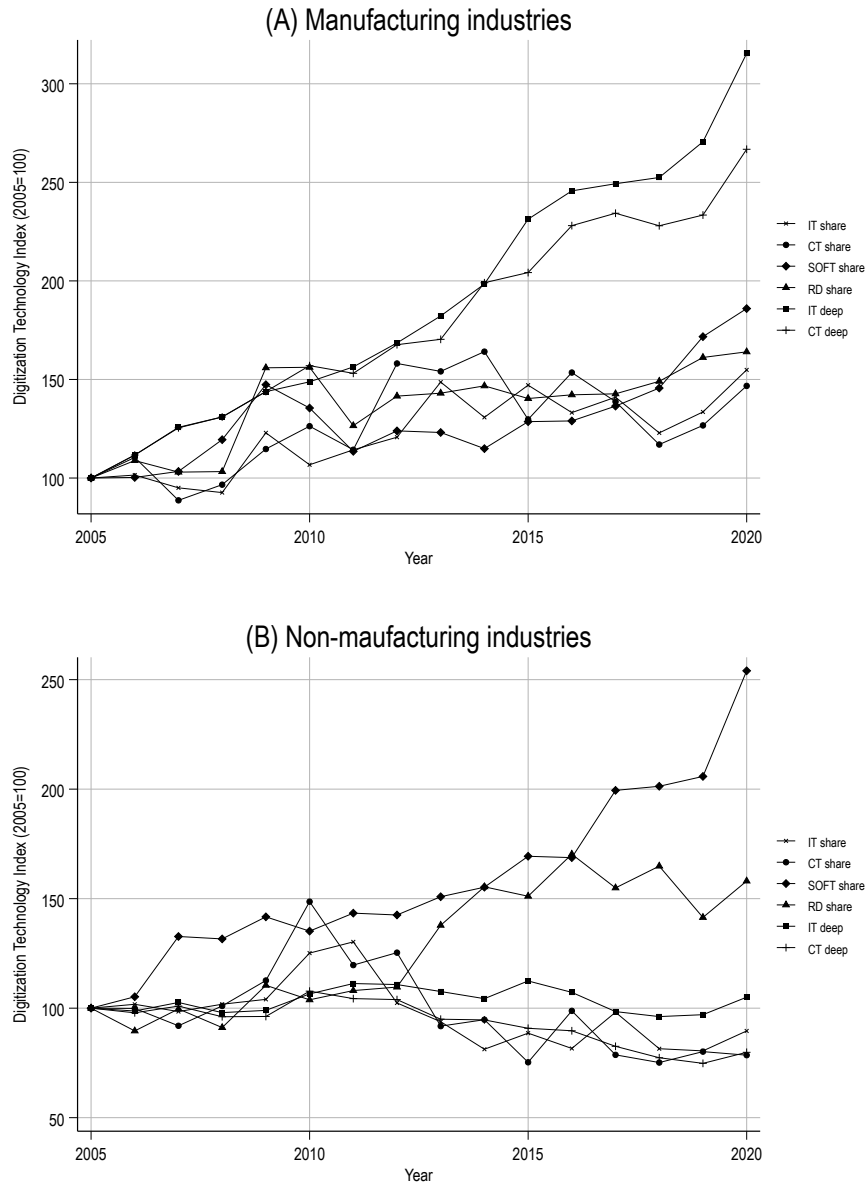 (A) Manufacturing industries
Digitization Technology Index (2005=100)
300
250
200
150
100
2005
2010
2015
2020
Year
IT share
CT share
SOFT share
RD share
IT deep
CT deep
(B) Non-maufacturing industries
Digitization Technology Index (2005=100)
250
200
150
100
50
2005
2010
2015
2020
Year
IT share
CT share
SOFT share
RD share
IT deep
CT deep